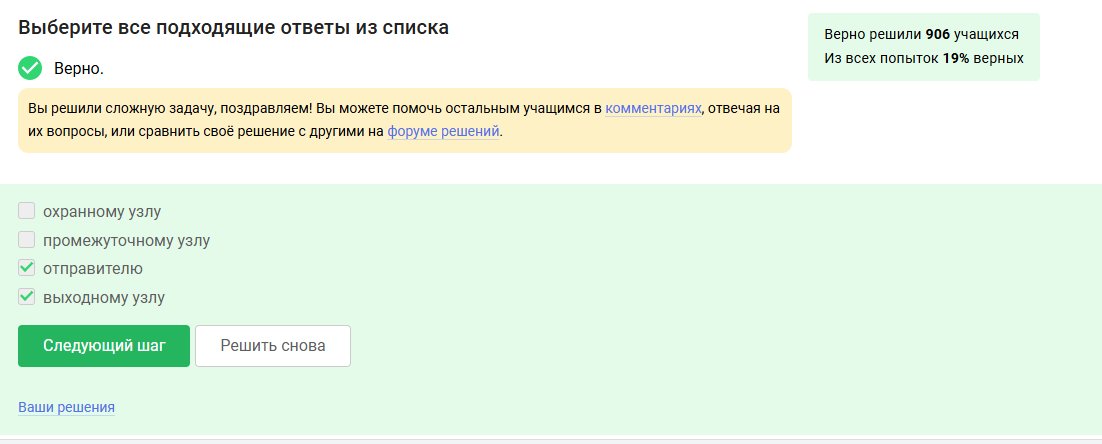 Выберите все подходящие ответы из списка
Верно.
Вы решили сложную задачу, поздравляем! Вы можете помочь остальным учащимся в комментариях, отвечая на
их вопросы, или сравнить своё решение с другими на форуме решений.
Верно решили 906 учащихся
Из всех попыток 19% верных
охранному узлу
промежуточному узлу
отправителю
выходному узлу
Следующий шаг
Решить снова
Ваши решения